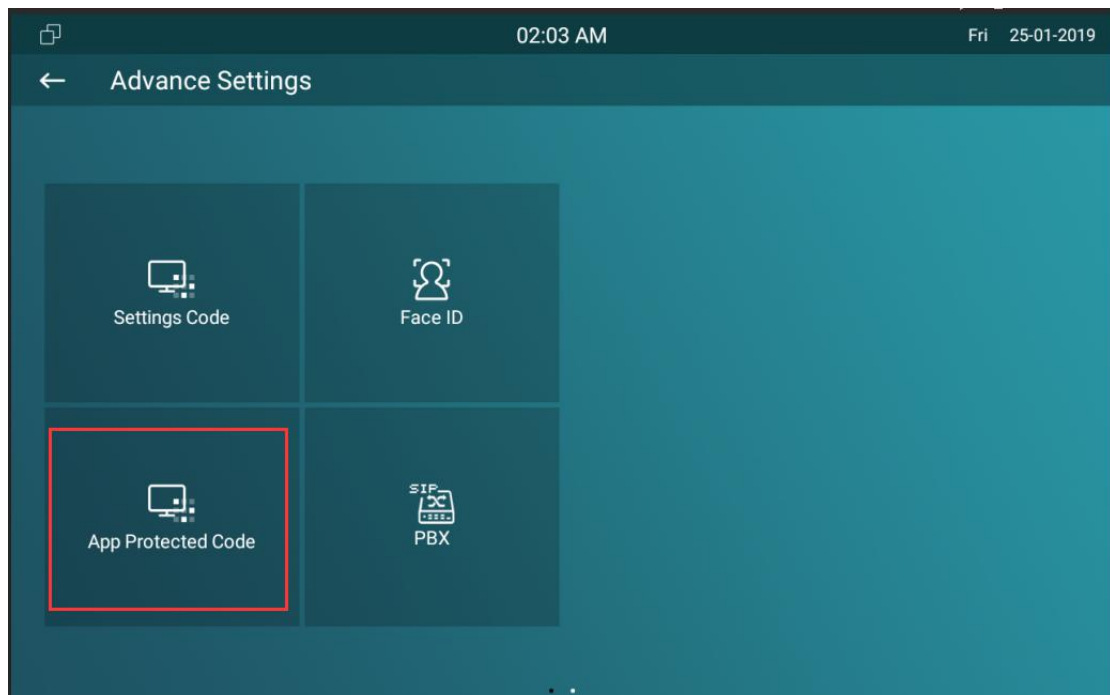 02:03 AM
Fri 25-01-2019
Advance Settings
Settings Code
Face ID
App Protected Code
SIP
PBX